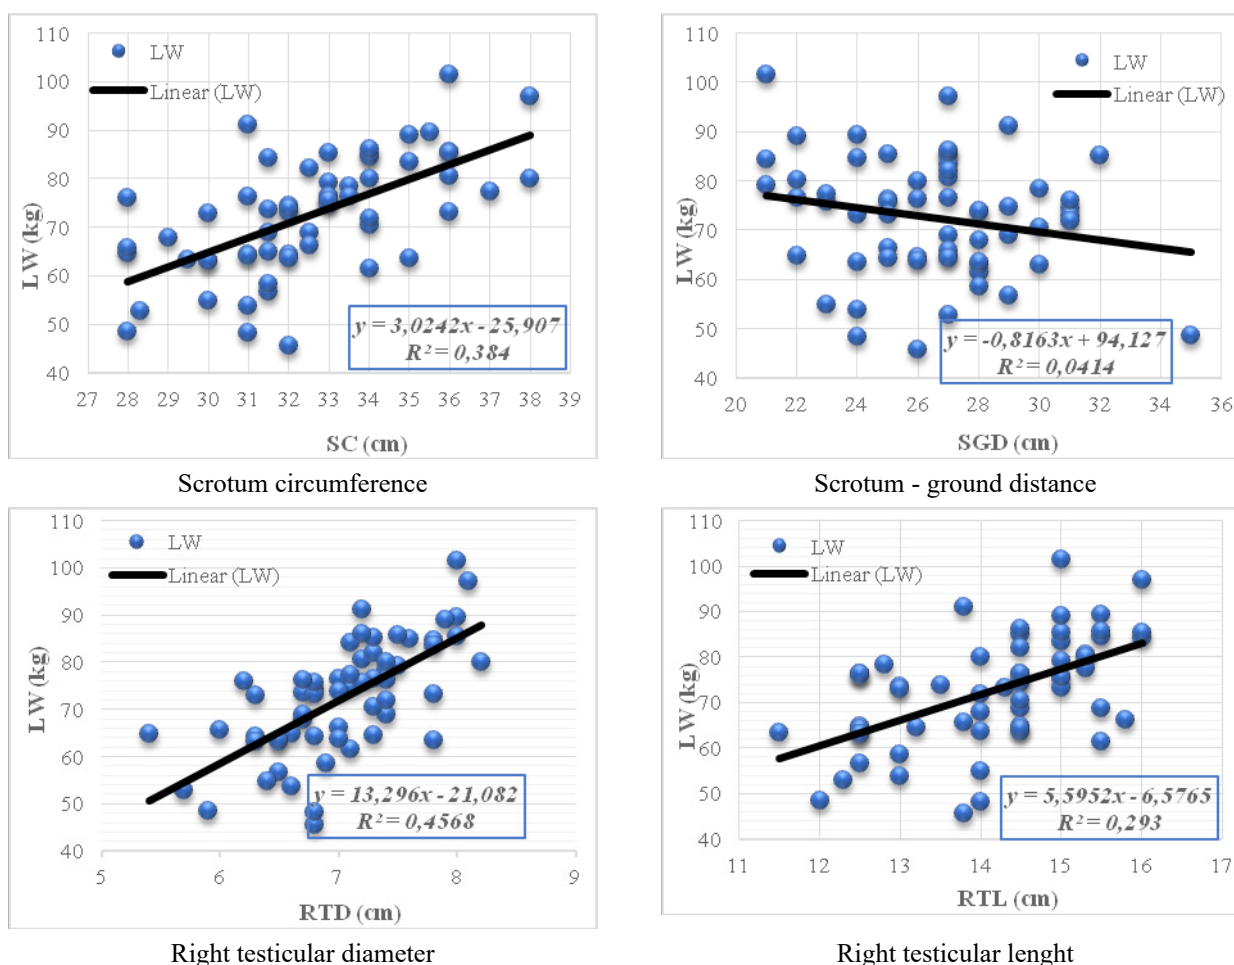 110
100
90
80
70
60
50
40
LW (kg)
LW
Linear (LW)
y = 3,0242x - 25,907
R² = 0,384
27 28 29 30 31 32 33 34 35 36 37 38 39
SC (cm)
Scrotum circumference
110
100
90
80
70
60
50
40
LW (kg)
LW
Linear (LW)
y = -0,8163x + 94,127
R² = 0,0414
20 22 24 26 28 30 32 34 36
SGD (cm)
Scrotum - ground distance
110
100
90
80
70
60
50
40
LW (kg)
LW
Linear (LW)
y = 13,296x - 21,082
R² = 0,4568
5 6 7 8 9
RTD (cm)
Right testicular diameter
110
100
90
80
70
60
50
40
LW (kg)
LW
Linear (LW)
y = 5,5952x - 6,5765
R² = 0,293
11 12 13 14 15 16 17
RTL (cm)
Right testicular lenght